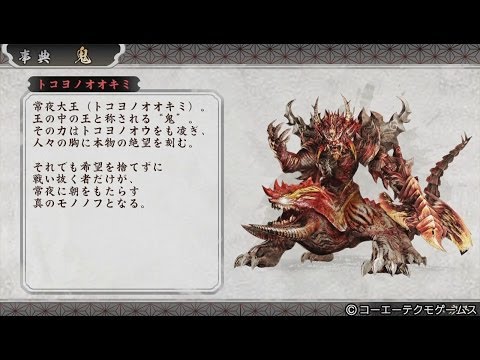 事典 鬼
トコヨノオオキミ
常夜大王（トコヨノオオキミ）。
王の中の王と称される“鬼”。
その力はトコヨノオウをも凌ぎ、
人々の胸に本物の絶望を刻む。
それでも希望を捨てずに
戦い抜く者だけが、
常夜に朝をもたらす
真のモノノフとなる。
©コーエーテクモゲームス